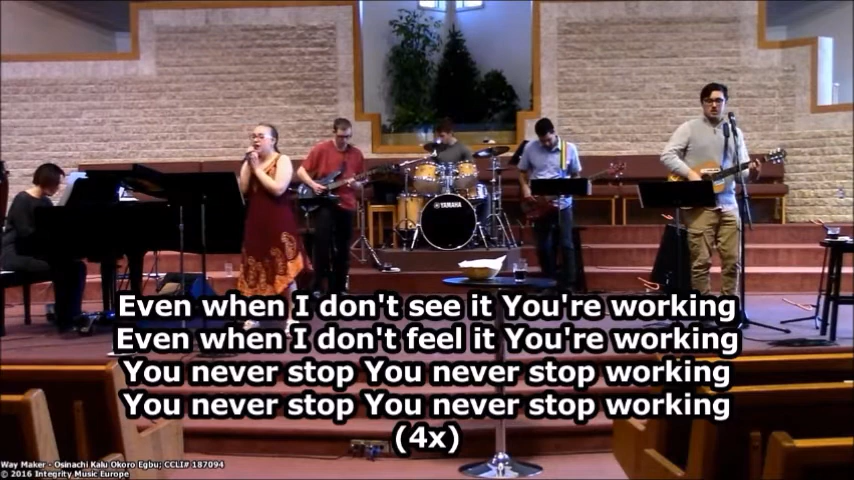 YAMAHA
Even when I don't see it You're working
Even when I don't feel it You're working
You never stop You never stop working
You never stop You never stop working
(4x)
Way Maker - Osinachi Kalu Okoro Egbu; CCLI# 187094
© 2016 Integrity Music Europe